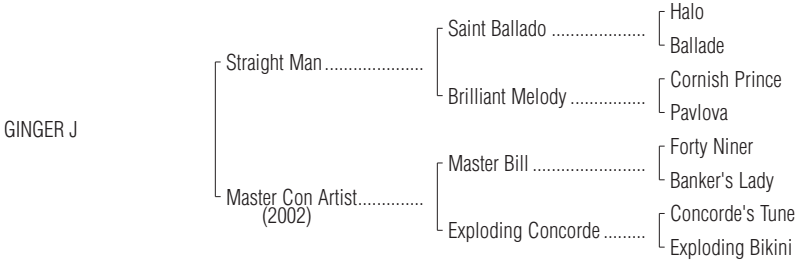 Halo
Saint Ballado ....................
Ballade
Straight Man.....................
Cornish Prince
Brilliant Melody ................
Pavlova
GINGER J
Forty Niner
Master Bill ........................
Banker's Lady
Master Con Artist..............
(2002)
Concorde's Tune
Exploding Concorde .........
Exploding Bikini